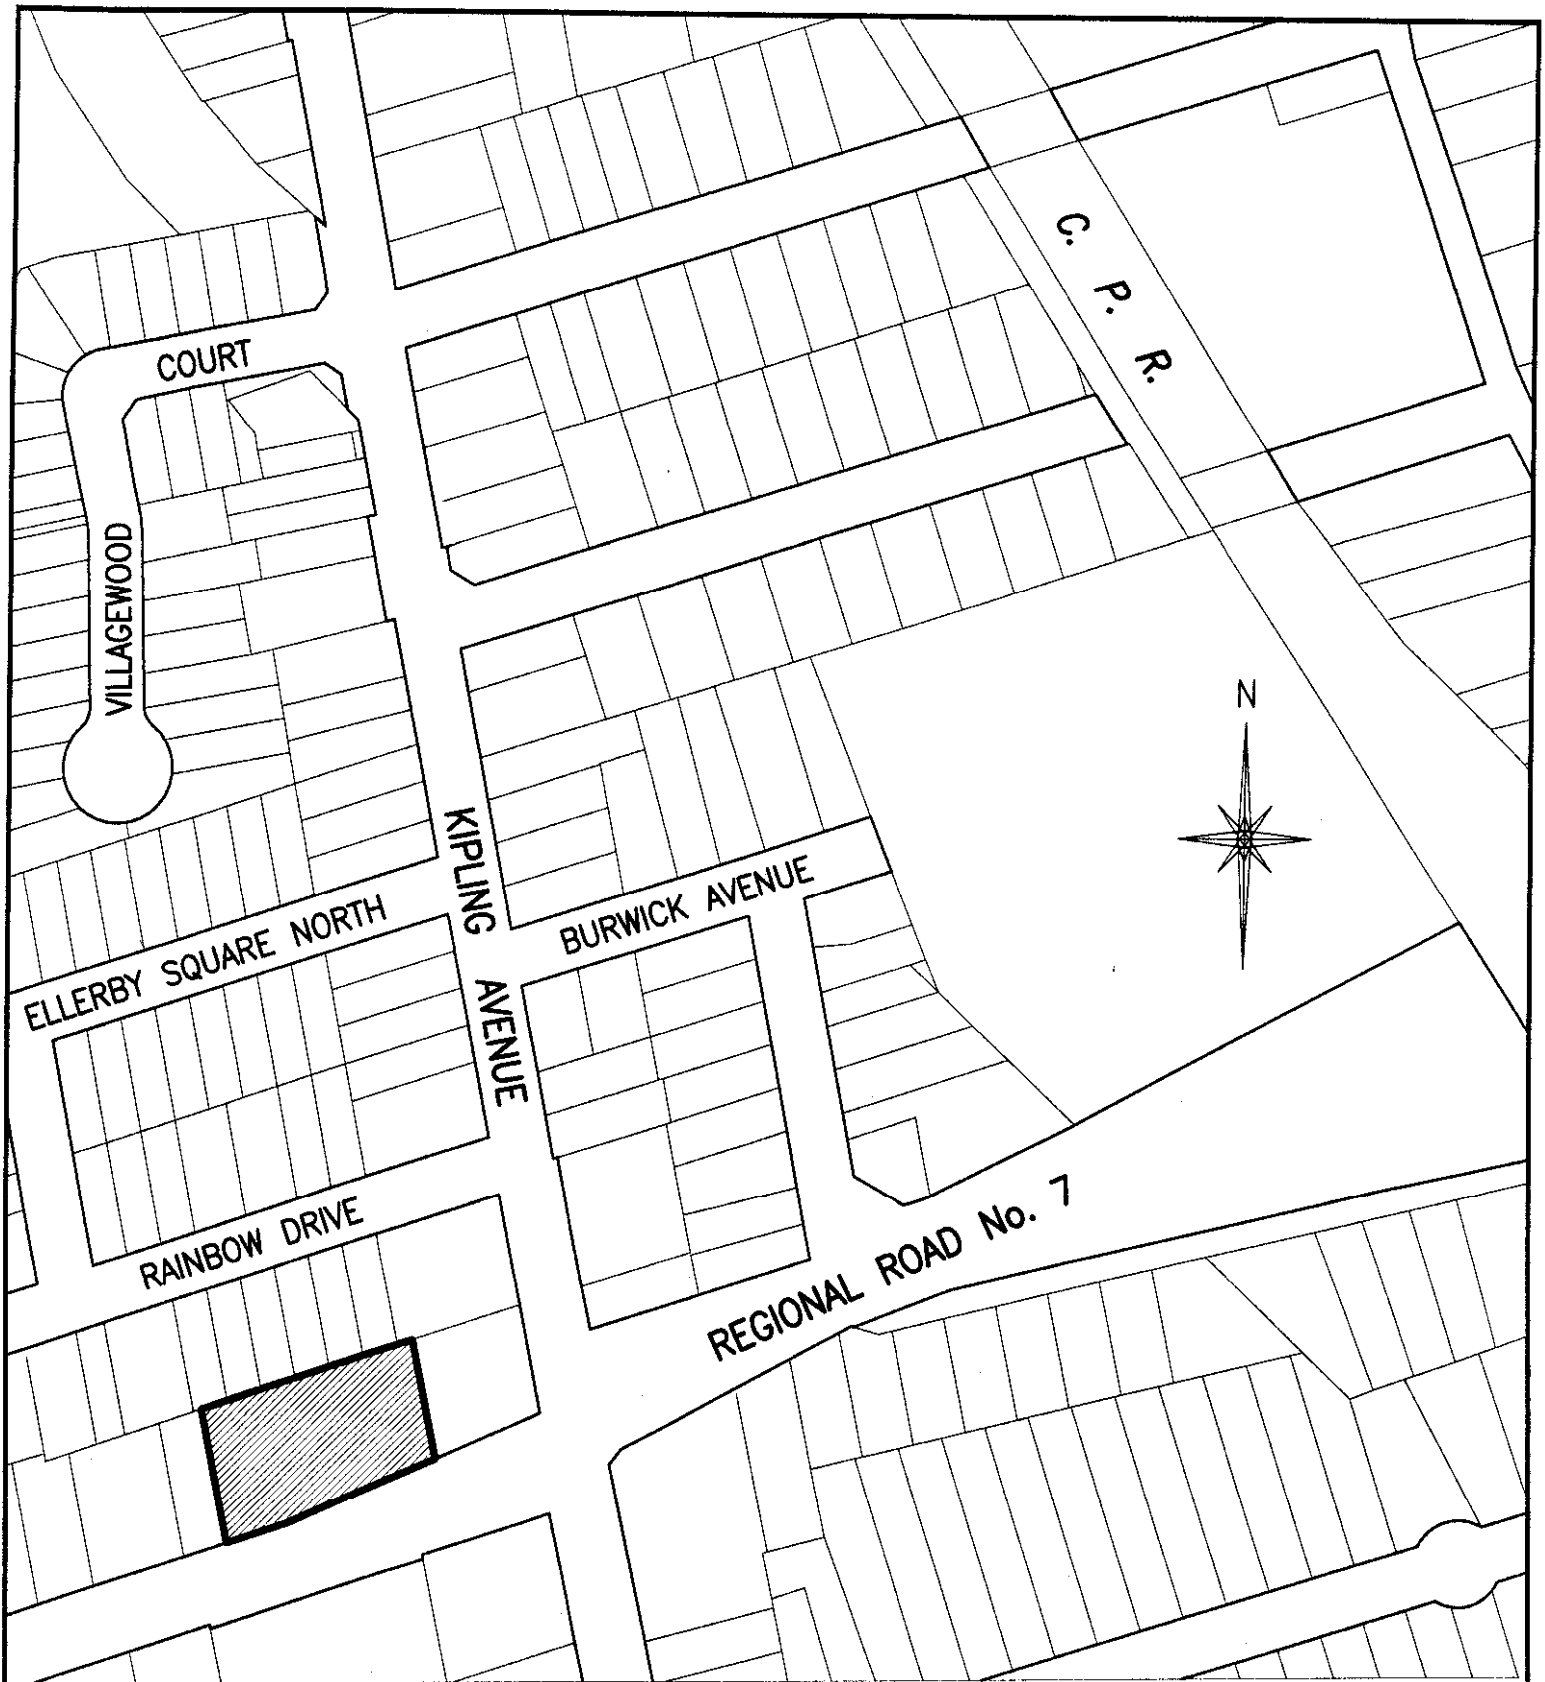 C. P. R.
COURT
VILLAGEWOOD
N
KIPLING AVENUE
BURWICK AVENUE
ELLERBY SQUARE NORTH
RAINBOW DRIVE
REGIONAL ROAD No. 7